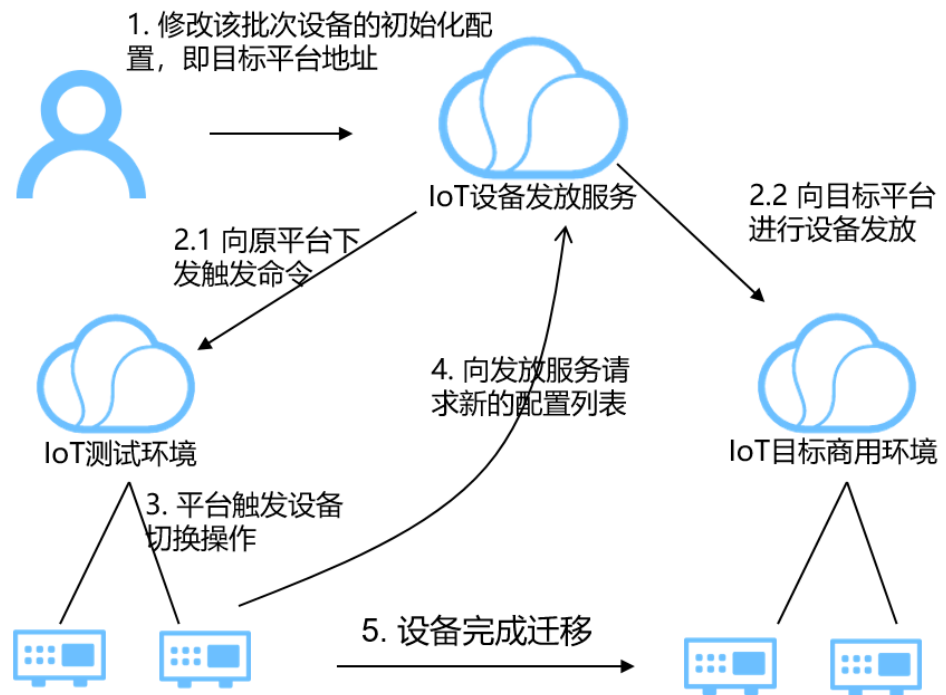 1. 修改该批次设备的初始化配
置，即目标平台地址
IoT设备发放服务
2.1 向原平台下
发触发命令
2.2 向目标平台
进行设备发放
4. 向发放服务请
求新的配置列表
IoT测试环境
IoT目标商用环境
3. 平台触发设备
切换操作
5. 设备完成迁移